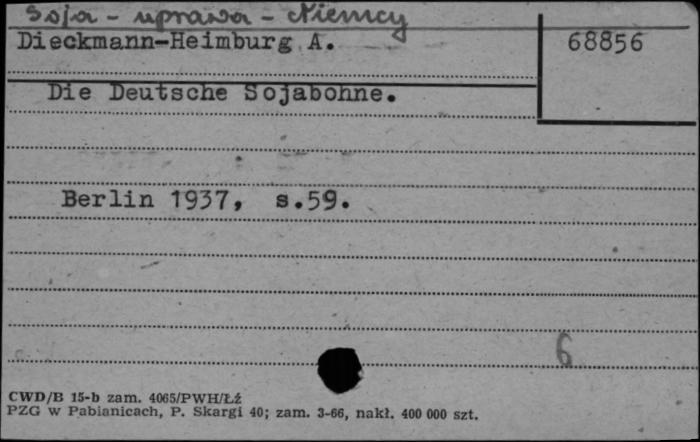 Soja - uprawa - Niemcy
Dieckmann-Heimburg A.
68856
Die Deutsche Sojabohne.
Berlin 1937, s.59.
6
CWD/B 15-b zam. 4065/PWH/Łź
PZG w Pabianicach, P. Skargi 40; zam. 3-66, nakł. 400 000 szt.